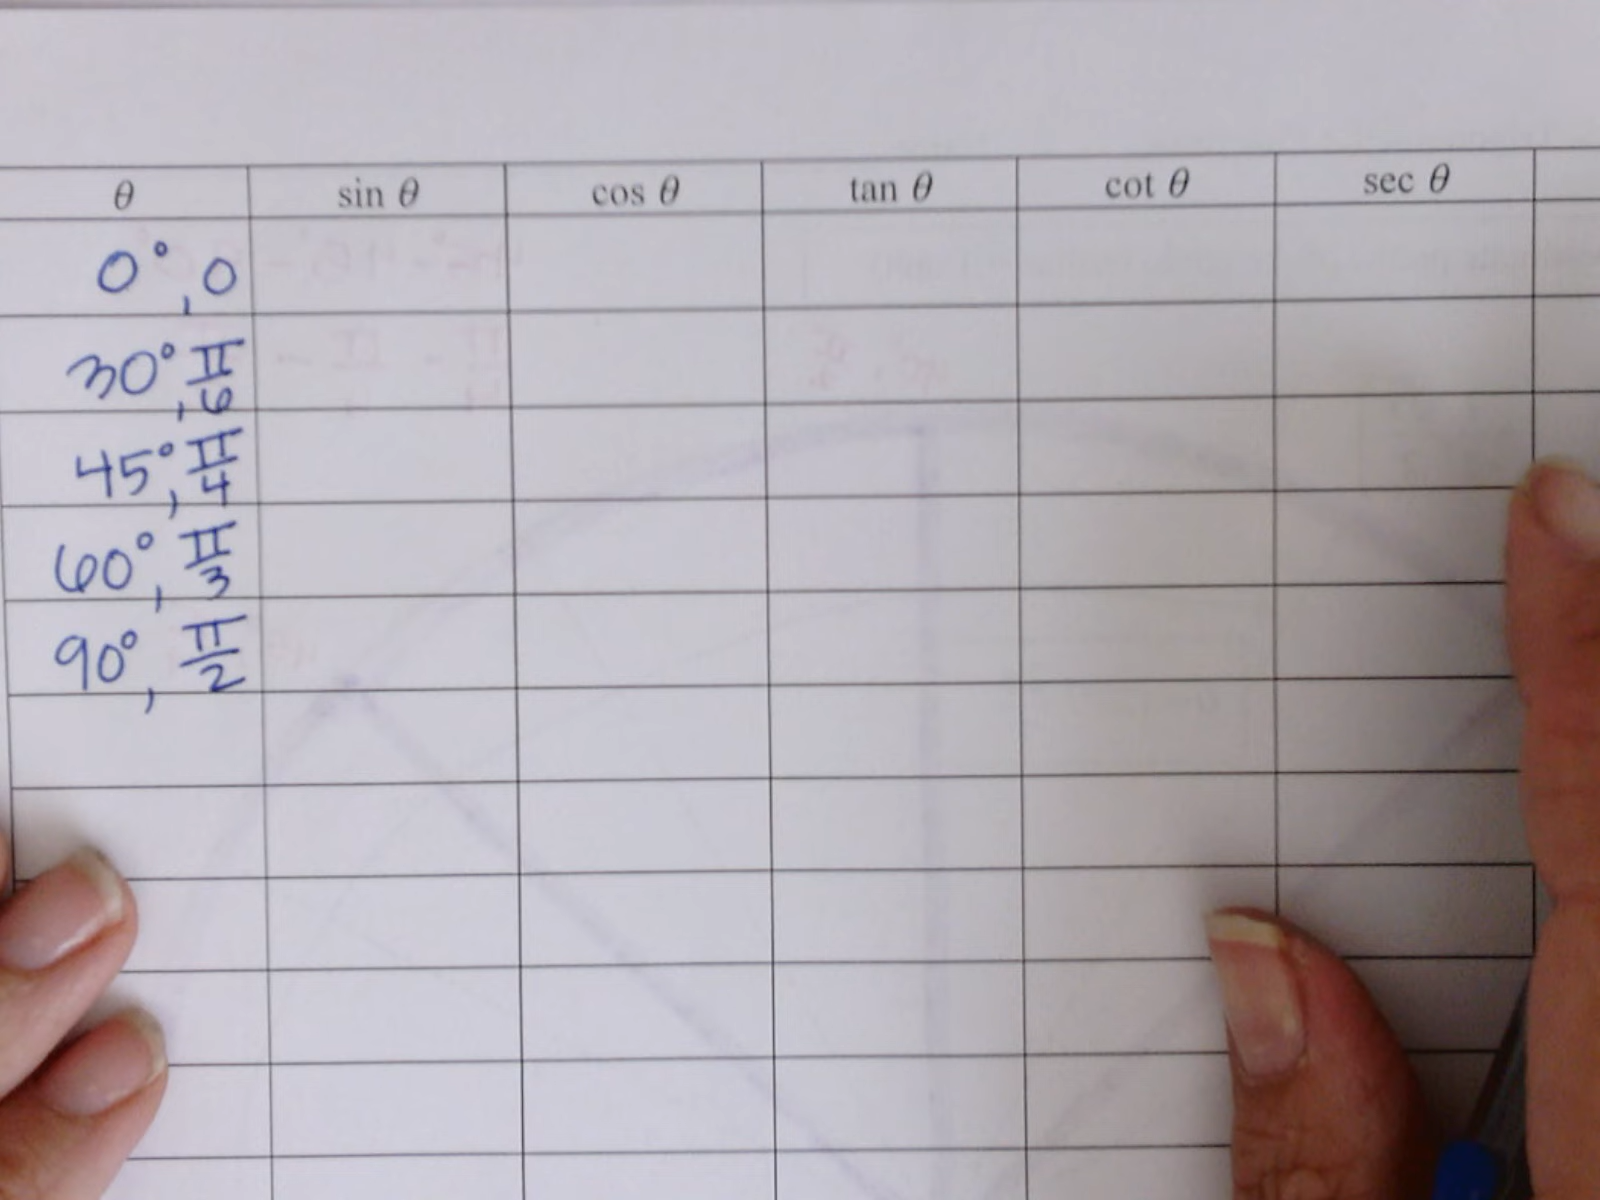 θ sin θ cos θ tan θ cot θ sec θ
0°, 0
30°, π/6
45°, π/4
60°, π/3
90°, π/2